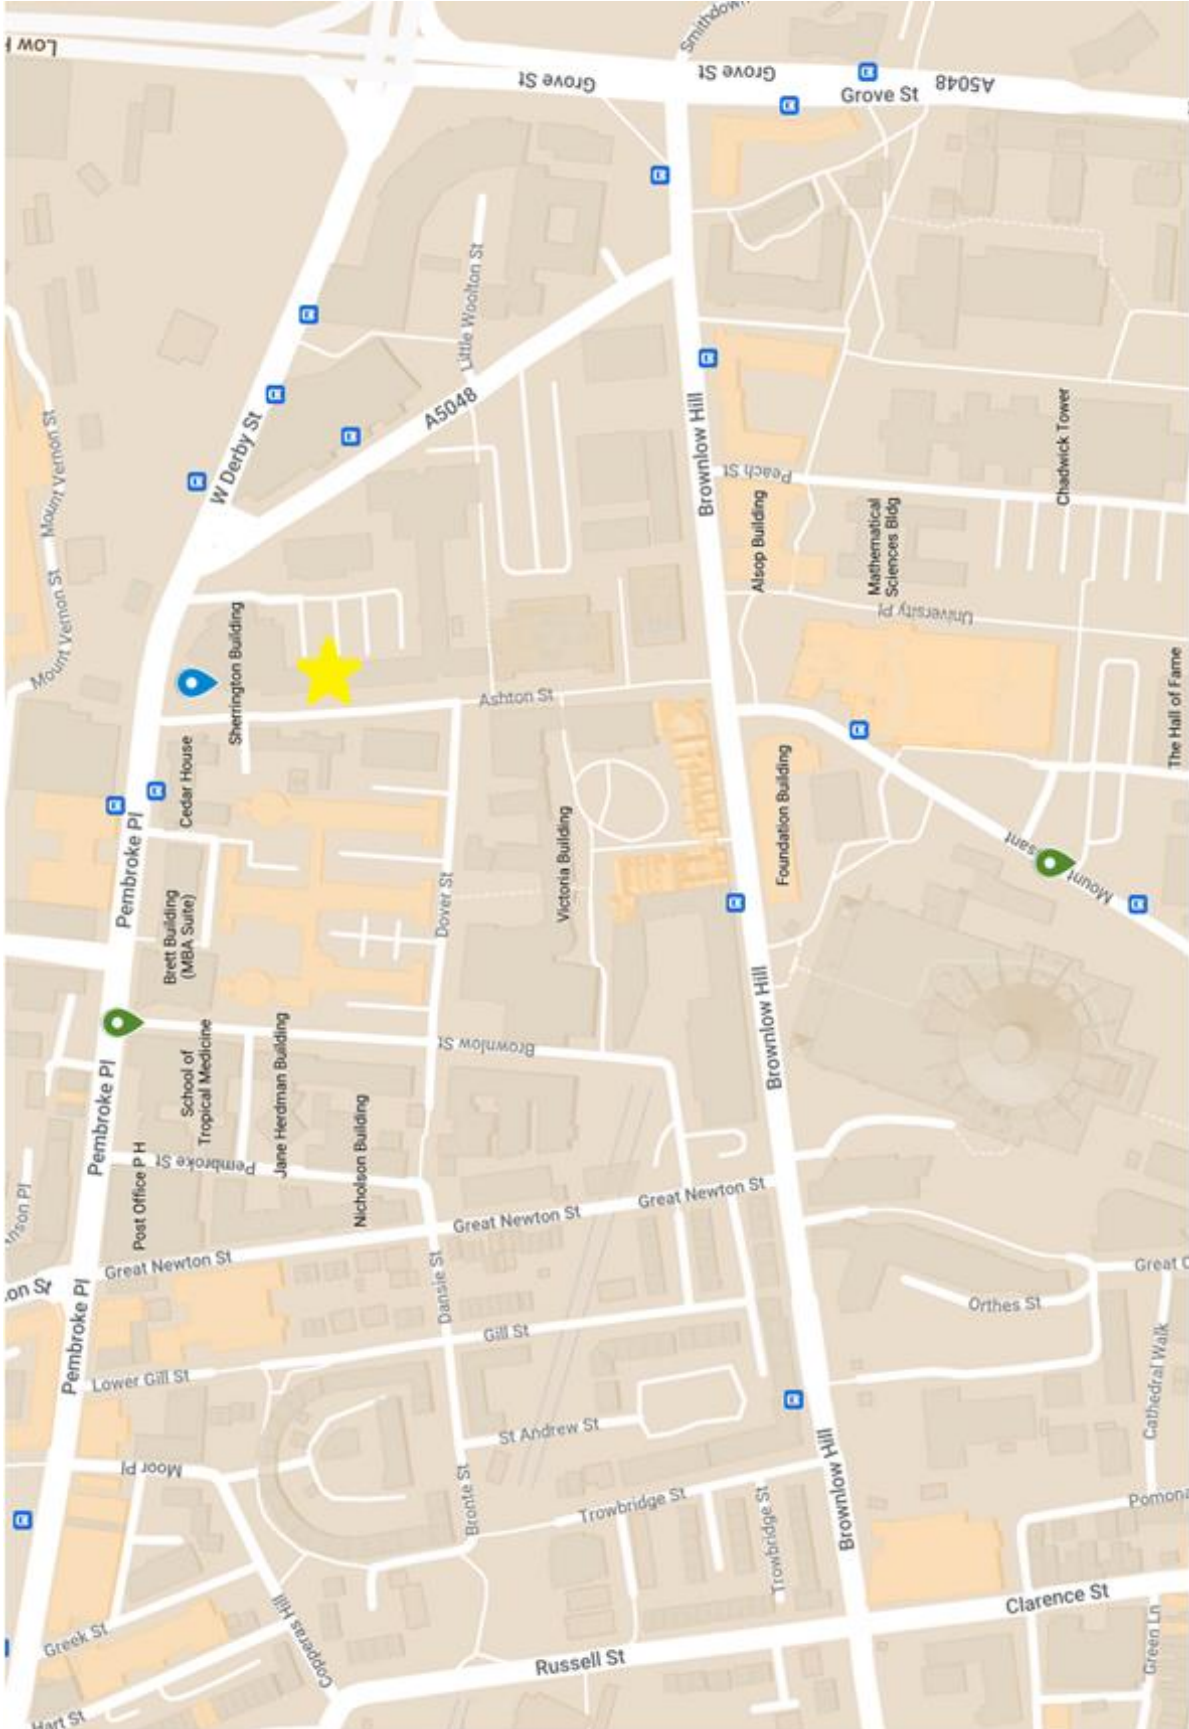 Low
Grove St
Grove St
Grove St
A5048
Smithdown
Little Woolton St
Mount Vernon St
Mount Vernon St
Mount Vernon St
W Derby St
A5048
Brownlow Hill
Peach St
Chadwick Tower
Alsop Building
Mathematical
Sciences Bldg
University Pl
Sherrington Building
Ashton St
The Hall of Fame
Cedar House
Pembroke Pl
Foundation Building
Victoria Building
Dover St
Mount
Brett Building
(MBA Suite)
Brownlow Hill
School of
Tropical Medicine
Jane Herdman Building
Brownlow St
Pembroke Pl
Post Office P H
Pembroke St
Nicholson Building
Great Newton St
Great Newton St
Great Newton St
Pembroke Pl
Dansie St
Gill St
Orthes St
Great
Lower Gill St
Cathedral Walk
St Andrew St
Moor Pl
Bronte St
Trowbridge St
Trowbridge St
Brownlow Hill
Greek St
Copperas Hill
Russell St
Clarence St
Green Ln
Hart St